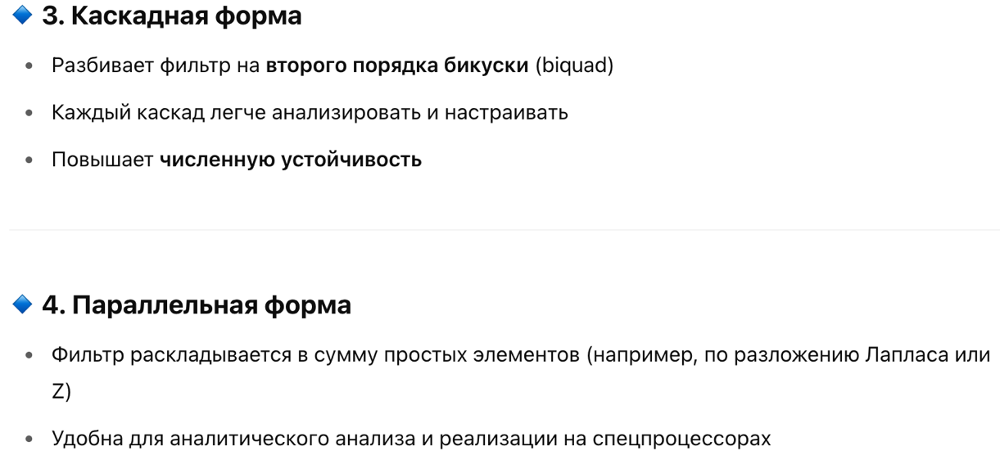 🔹 3. Каскадная форма
• Разбивает фильтр на второго порядка бикуски (biquad)
• Каждый каскад легче анализировать и настраивать
• Повышает численную устойчивость
🔹 4. Параллельная форма
• Фильтр раскладывается в сумму простых элементов (например, по разложению Лапласа или
Z)
• Удобна для аналитического анализа и реализации на спецпроцессорах